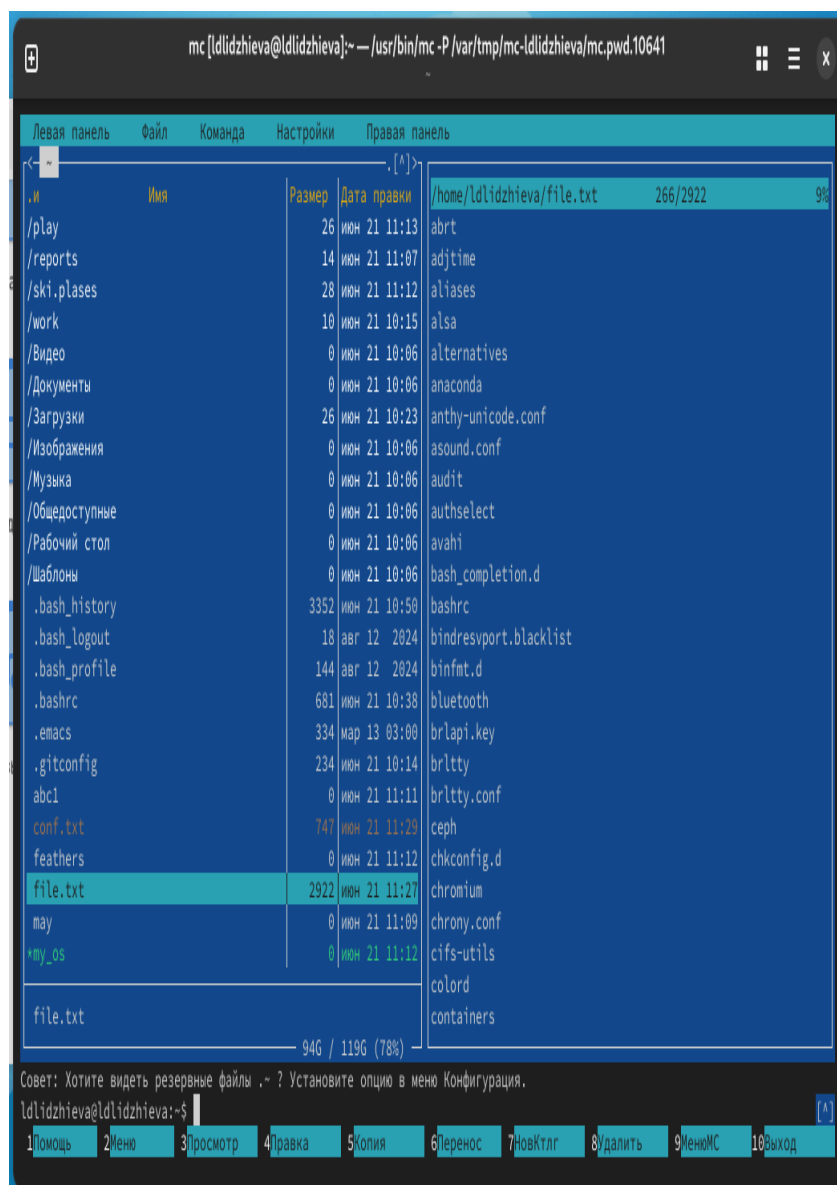 mc [ldlidzhieva@ldlidzhieva]:~ — /usr/bin/mc -P /var/tmp/mc-ldlidzhieva/mc.pwd.10641
~
Левая панель Файл Команда Настройки Правая панель
<- ~ .[^]>
.и Имя Размер Дата правки
/play 26 июн 21 11:13
/reports 14 июн 21 11:07
/ski.plases 28 июн 21 11:12
/work 10 июн 21 10:15
/Видео 0 июн 21 10:06
/Документы 0 июн 21 10:06
/Загрузки 26 июн 21 10:23
/Изображения 0 июн 21 10:06
/Музыка 0 июн 21 10:06
/Общедоступные 0 июн 21 10:06
/Рабочий стол 0 июн 21 10:06
/Шаблоны 0 июн 21 10:06
.bash_history 3352 июн 21 10:50
.bash_logout 18 авг 12 2024
.bash_profile 144 авг 12 2024
.bashrc 681 июн 21 10:38
.emacs 334 мар 13 03:00
.gitconfig 234 июн 21 10:14
abc1 0 июн 21 11:11
conf.txt 747 июн 21 11:29
feathers 0 июн 21 11:12
file.txt 2922 июн 21 11:27
may 0 июн 21 11:09
*my_os 0 июн 21 11:12
file.txt
94G / 119G (78%)
/home/ldlidzhieva/file.txt 266/2922 9%
abrt
adjtime
aliases
alsa
alternatives
anaconda
anthy-unicode.conf
asound.conf
audit
authselect
avahi
bash_completion.d
bashrc
bindresvport.blacklist
binfmt.d
bluetooth
brlapi.key
brltty
brltty.conf
ceph
chkconfig.d
chromium
chrony.conf
cifs-utils
colord
containers
Совет: Хотите видеть резервные файлы .~ ? Установите опцию в меню Конфигурация.
ldlidzhieva@ldlidzhieva:~$ [^]
1Помощь 2Меню 3Просмотр 4Правка 5Копия 6Перенос 7НовКтлг 8Удалить 9МенюМС 10Выход